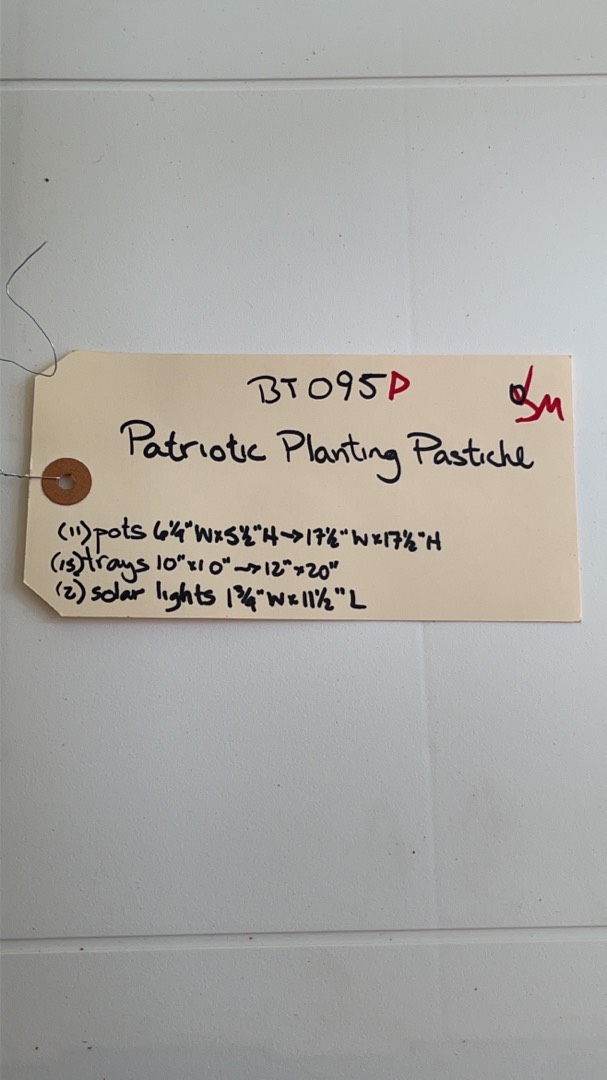 BT095P
Patriotic Planting Pastiche
(11) pots 6¼"W x 5½"H → 17½"W x 17½"H
(15) trays 10" x 10" → 12" x 20"
(2) solar lights 1¾"W x 11½"L